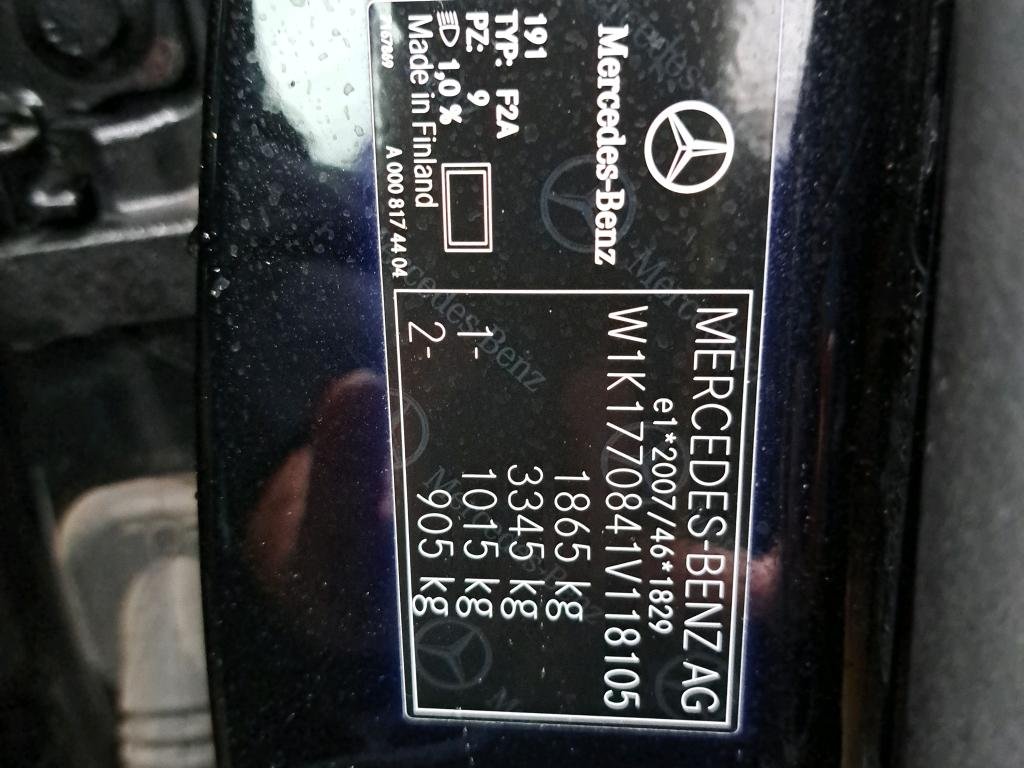 Mercedes-Benz
191
TYP: F2A
PZ: 9
1,0 %
Made in Finland
A 000 817 44 04
MERCEDES-BENZ AG
e1*2007/46*1829
W1K1770841V118105
1865 kg
3345 kg
1- 1015 kg
2- 905 kg